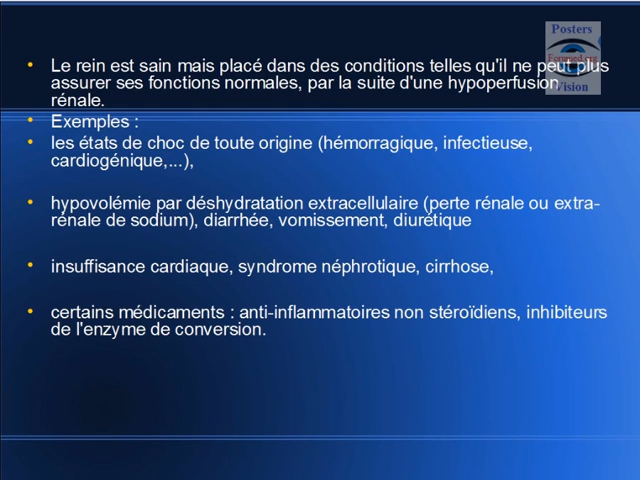 Posters
Fourmed.org
Vision
• Le rein est sain mais placé dans des conditions telles qu'il ne peut plus
assurer ses fonctions normales, par la suite d'une hypoperfusion
rénale.
• Exemples :
• les états de choc de toute origine (hémorragique, infectieuse,
cardiogénique,...),
• hypovolémie par déshydratation extracellulaire (perte rénale ou extra-
rénale de sodium), diarrhée, vomissement, diurétique
• insuffisance cardiaque, syndrome néphrotique, cirrhose,
• certains médicaments : anti-inflammatoires non stéroïdiens, inhibiteurs
de l'enzyme de conversion.